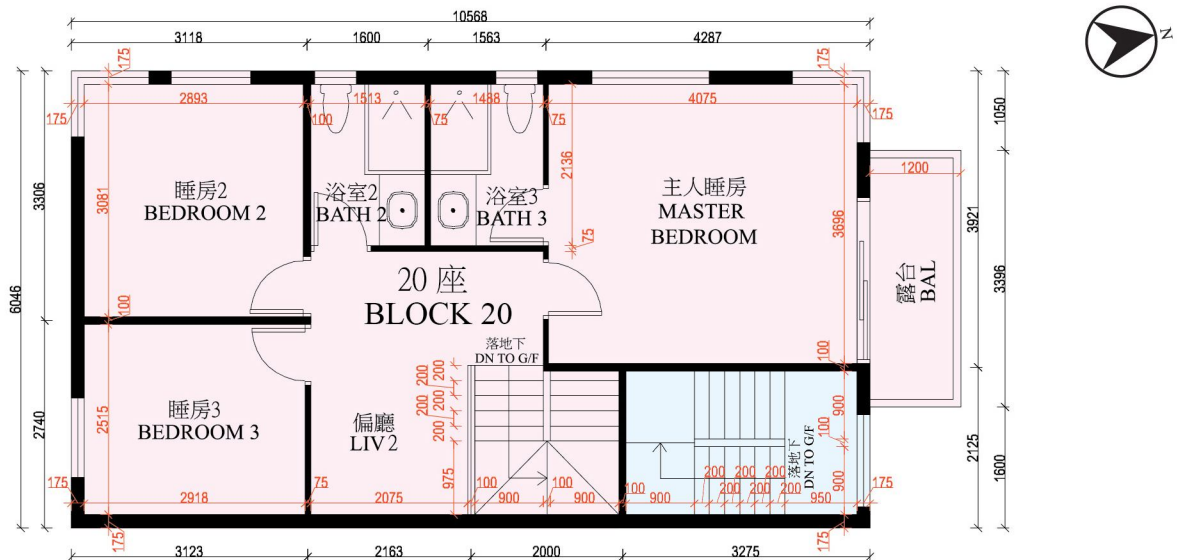 10568
3118 1600 1563 4287
N
175 175
2893 1513 1488 4075
175 100 75 75 175
1050
1200
2136
3081
3306
睡房2
BEDROOM 2
浴室2
BATH 2
浴室3
BATH 3
主人睡房
MASTER
BEDROOM
3696
3921
3396
露台
BAL
75
20 座
BLOCK 20
6046
100
落地下
DN TO G/F
100
200 200
200 200
200 200
900
2515
2740
睡房3
BEDROOM 3
偏廳
LIV 2
975
100
落地下
DN TO G/F
900
2125
1600
200 200 200
200 200 200
175 2918 75 2075 100 900 900 100 900 950 175
175 175
3123 2163 2000 3275